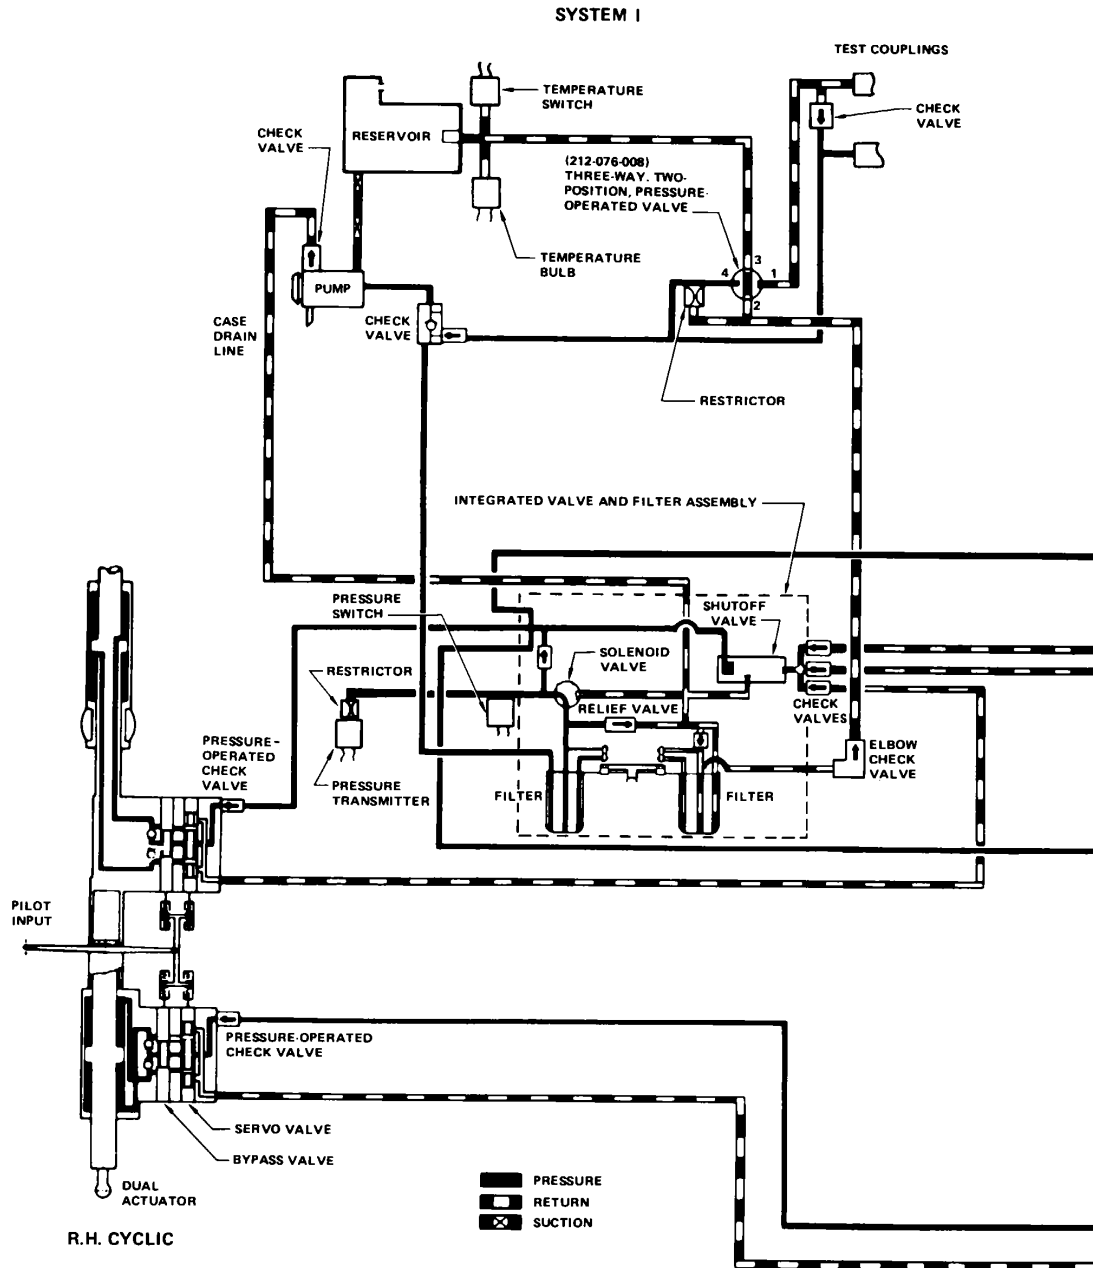 SYSTEM I
TEST COUPLINGS
TEMPERATURE
SWITCH
CHECK
VALVE
CHECK
VALVE
RESERVOIR
(212-076-008)
THREE-WAY, TWO-
POSITION, PRESSURE-
OPERATED VALVE
TEMPERATURE
BULB
3
4
1
2
PUMP
CASE
DRAIN
LINE
CHECK
VALVE
RESTRICTOR
INTEGRATED VALVE AND FILTER ASSEMBLY
PRESSURE
SWITCH
SHUTOFF
VALVE
SOLENOID
VALVE
RESTRICTOR
RELIEF VALVE
CHECK
VALVES
PRESSURE-
OPERATED
CHECK
VALVE
ELBOW
CHECK
VALVE
PRESSURE
TRANSMITTER
FILTER
FILTER
PILOT
INPUT
PRESSURE-OPERATED
CHECK VALVE
SERVO VALVE
BYPASS VALVE
DUAL
ACTUATOR
PRESSURE
RETURN
SUCTION
R.H. CYCLIC